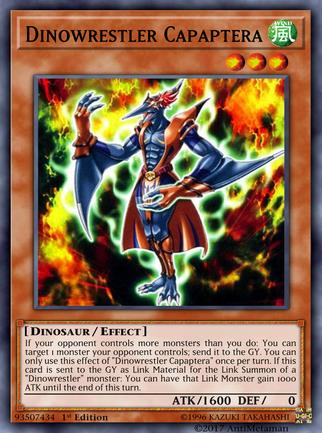 DINOWRESTLER CAPAPTERA
WIND
風
[DINOSAUR / EFFECT]
If your opponent controls more monsters than you do: You can
target 1 monster your opponent controls; send it to the GY. You can
only use this effect of "Dinowrestler Capaptera" once per turn. If this
card is sent to the GY as Link Material for the Link Summon of a
"Dinowrestler" monster: You can have that Link Monster gain 1000
ATK until the end of this turn.
ATK/1600 DEF/ 0
93507434 1st Edition ©1996 KAZUKI TAKAHASHI
©2017 AntiMetaman